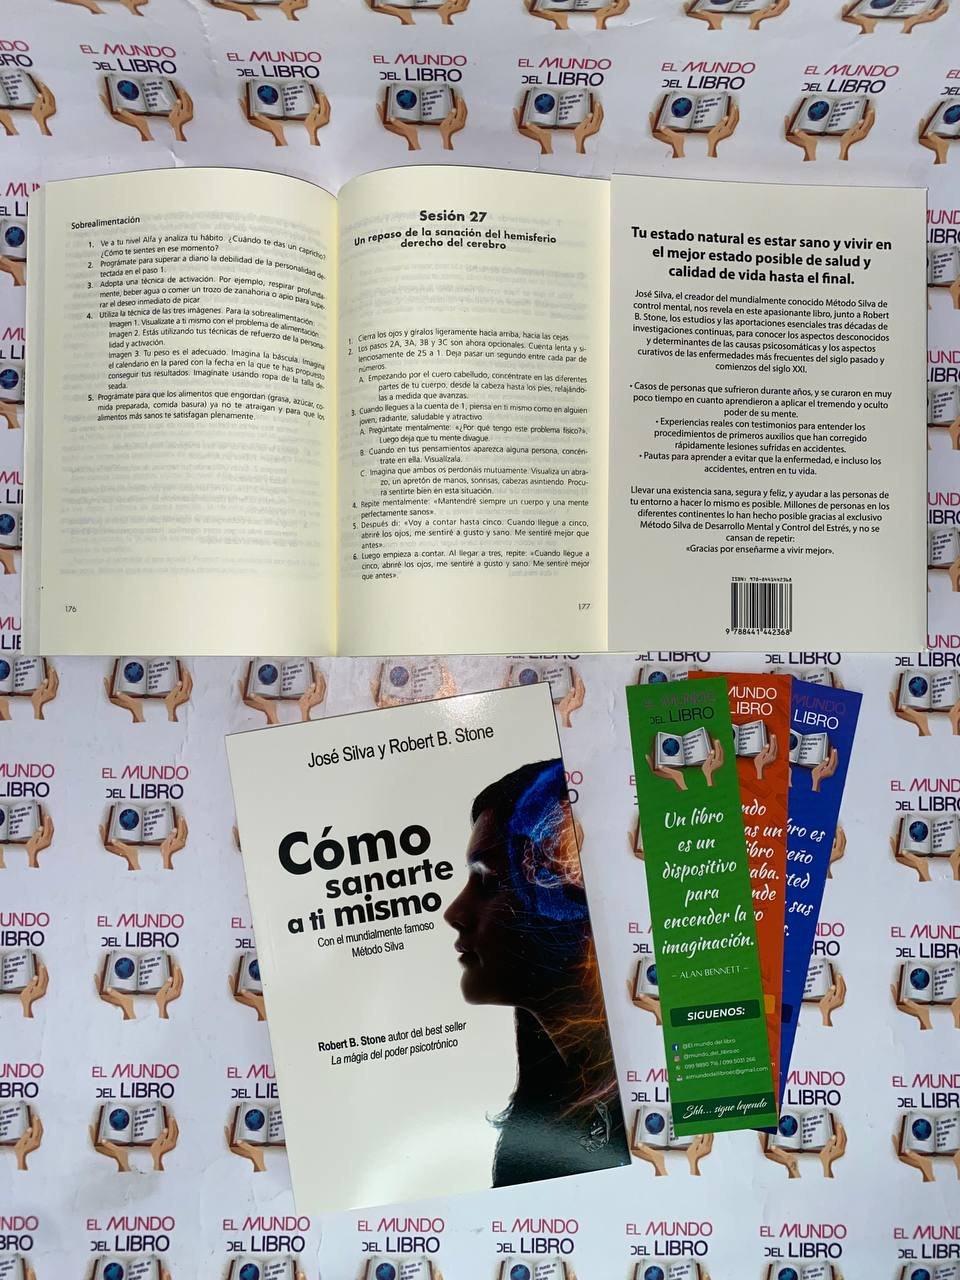 EL MUNDO
DEL LIBRO
Sobrealimentación
1. Ve a tu nivel Alfa y analiza tu hábito. ¿Cuándo te das un capricho?
¿Cómo te sientes en ese momento?
2. Prográmate para superar a diario la debilidad de la personalidad de-
tectada en el paso 1.
3. Adopta una técnica de activación. Por ejemplo, respirar profunda-
mente, beber agua o comer un trozo de zanahoria o apio para supe-
rar el deseo inmediato de picar
4. Utiliza la técnica de las tres imágenes. Para la sobrealimentación:
Imagen 1. Visualízate a ti mismo con el problema de alimentación.
Imagen 2. Estás utilizando tus técnicas de refuerzo de la persona-
lidad y activación.
Imagen 3. Tu peso es el adecuado. Imagina la báscula. Imagina
el calendario en la pared con la fecha en la que te has propuesto
conseguir tus resultados. Imagínate usando ropa de la talla de-
seada.
5. Prográmate para que los alimentos que engordan (grasa, azúcar, co-
mida preparada, comida basura) ya no te atraigan y para que los
alimentos más sanos te satisfagan plenamente.
176
Sesión 27
Un repaso de la sanación del hemisferio
derecho del cerebro
1. Cierra los ojos y gíralos ligeramente hacia arriba, hacia las cejas.
2. Los pasos 2A, 3A, 3B y 3C son ahora opcionales. Cuenta lenta y si-
lenciosamente de 25 a 1. Deja pasar un segundo entre cada par de
números.
A. Empezando por el cuero cabelludo, concéntrate en las diferentes
partes de tu cuerpo, desde la cabeza hasta los pies, relajándo-
las a medida que avanzas.
3. Cuando llegues a la cuenta de 1, piensa en ti mismo como en alguien
joven, radiante, saludable y atractivo.
A. Pregúntate mentalmente: «¿Por qué tengo este problema físico?».
Luego deja que tu mente divague.
B. Cuando en tus pensamientos aparezca alguna persona, concén-
trate en ella. Visualízala.
C. Imagina que ambos os perdonáis mutuamente. Visualiza un abra-
zo, un apretón de manos, sonrisas, cabezas asintiendo. Procu-
ra sentirte bien en esta situación.
4. Repite mentalmente: «Mantendré siempre un cuerpo y una mente
perfectamente sanos».
5. Después di: «Voy a contar hasta cinco. Cuando llegue a cinco,
abriré los ojos, me sentiré a gusto y sano. Me sentiré mejor que
antes».
6. Luego empieza a contar. Al llegar a tres, repite: «Cuando llegue a
cinco, abriré los ojos, me sentiré a gusto y sano. Me sentiré mejor
que antes».
177
Tu estado natural es estar sano y vivir en
el mejor estado posible de salud y
calidad de vida hasta el final.
José Silva, el creador del mundialmente conocido Método Silva de
control mental, nos revela en este apasionante libro, junto a Robert
B. Stone, los estudios y las aportaciones esenciales tras décadas de
investigaciones continuas, para conocer los aspectos desconocidos
y determinantes de las causas psicosomáticas y los aspectos
curativos de las enfermedades más frecuentes del siglo pasado y
comienzos del siglo XXI.
• Casos de personas que sufrieron durante años, y se curaron en muy
poco tiempo en cuanto aprendieron a aplicar el tremendo y oculto
poder de su mente.
• Experiencias reales con testimonios para entender los
procedimientos de primeros auxilios que han corregido
rápidamente lesiones sufridas en accidentes.
• Pautas para aprender a evitar que la enfermedad, e incluso los
accidentes, entren en tu vida.
Llevar una existencia sana, segura y feliz, y ayudar a las personas de
tu entorno a hacer lo mismo es posible. Millones de personas en los
diferentes continentes lo han hecho posible gracias al exclusivo
Método Silva de Desarrollo Mental y Control del Estrés, y no se
cansan de repetir:
«Gracias por enseñarme a vivir mejor».
ISBN: 978-8441442368
9 788441 442368
José Silva y Robert B. Stone
Cómo
sanarte
a ti mismo
Con el mundialmente famoso
Método Silva
Robert B. Stone autor del best seller
La mágia del poder psicotrónico
EL MUNDO
DEL LIBRO
Un libro
es un
dispositivo
para
encender la
imaginación.
– ALAN BENNETT –
SIGUENOS:
@El mundo del libro
@mundo_del_libro.ec
099 9890 716 / 099 5031 266
elmundodellibroec@gmail.com
Shh... sigue leyendo
MUNDO
LIBRO
MUNDO
LIBRO